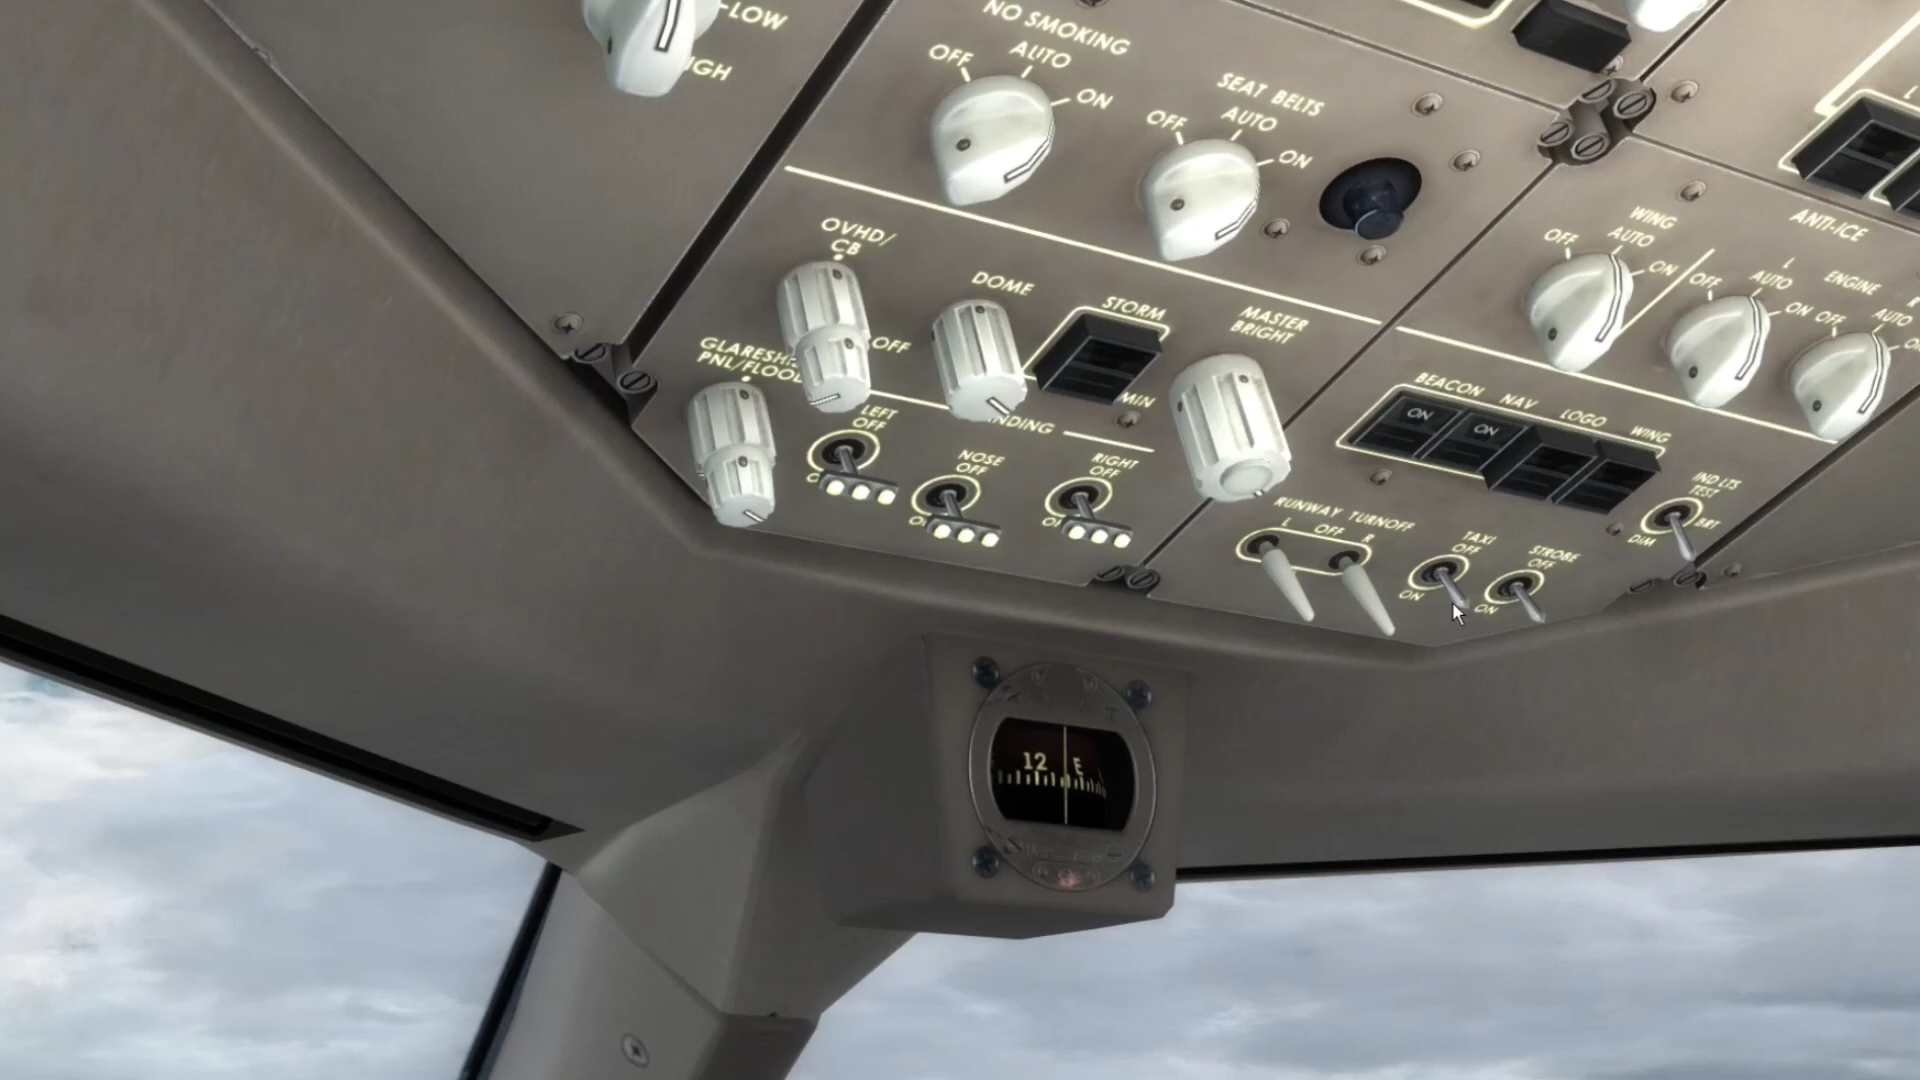 LOW
NO SMOKING
OFF
AUTO
ON
SEAT BELTS
OFF
AUTO
ON
OVHD/
CB
OFF
DOME
STORM
MASTER
BRIGHT
MIN
PNL/FLOOD
LEFT
OFF
NOSE
OFF
RIGHT
OFF
WING
OFF
AUTO
ON
ANTI-ICE
L
ENGINE
R
OFF
AUTO
ON
OFF
AUTO
BEACON
NAV
LOGO
WING
ON
ON
RUNWAY TURNOFF
L
OFF
R
TAXI
OFF
ON
STROBE
OFF
ON
IND LTS
TEST
BRT
DIM
12
E